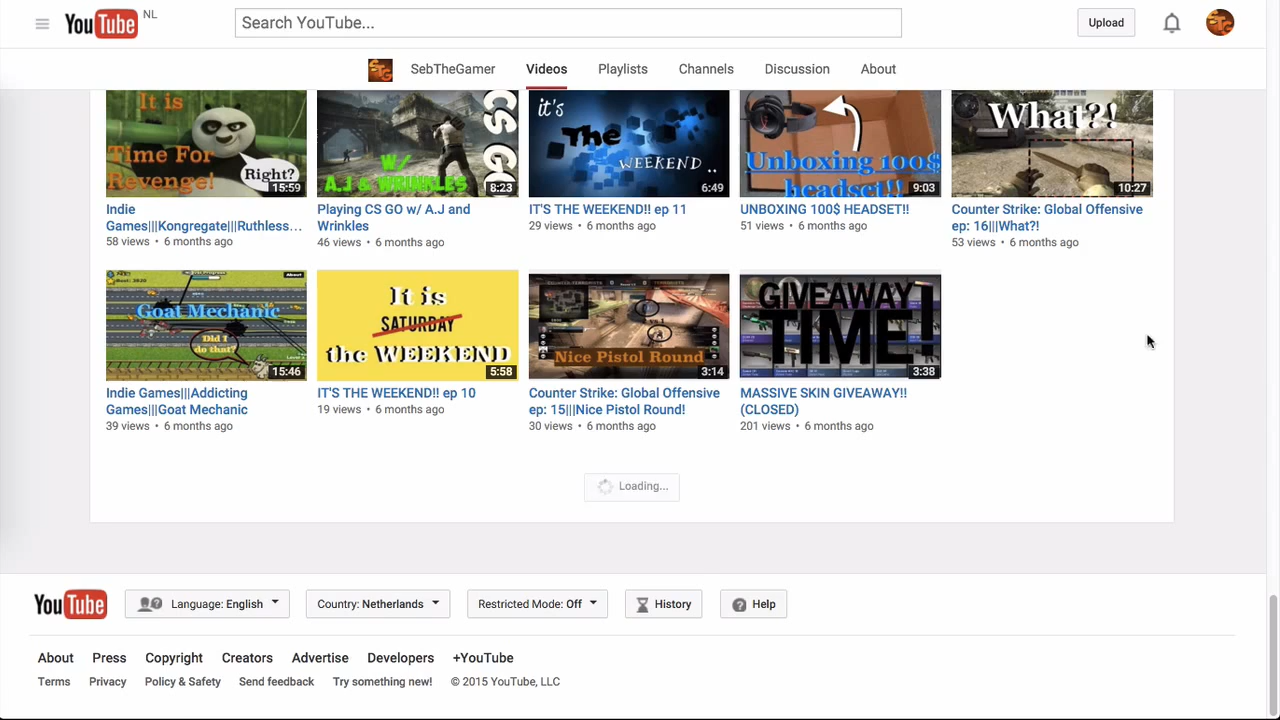 YouTube NL
Search YouTube...
Upload
SebTheGamer Videos Playlists Channels Discussion About
It is
Time For
Revenge!
Right?
15:59
Indie
Games|||Kongregate|||Ruthless...
58 views • 6 months ago
CS GO
W/
A.J & WRINKLES
8:23
Playing CS GO w/ A.J and
Wrinkles
46 views • 6 months ago
it's
The
WEEKEND..
6:49
IT'S THE WEEKEND!! ep 11
29 views • 6 months ago
Unboxing 100$
headset!!
9:03
UNBOXING 100$ HEADSET!!
51 views • 6 months ago
What?!
10:27
Counter Strike: Global Offensive
ep: 16|||What?!
53 views • 6 months ago
About
Goat Mechanic
Did I
do that?
15:46
Indie Games|||Addicting
Games|||Goat Mechanic
39 views • 6 months ago
It is
SATURDAY
the WEEKEND
5:58
IT'S THE WEEKEND!! ep 10
19 views • 6 months ago
Nice Pistol Round
3:14
Counter Strike: Global Offensive
ep: 15|||Nice Pistol Round!
30 views • 6 months ago
GIVEAWAY
TIME!
3:38
MASSIVE SKIN GIVEAWAY!!
(CLOSED)
201 views • 6 months ago
Loading...
YouTube Language: English Country: Netherlands Restricted Mode: Off History Help
About Press Copyright Creators Advertise Developers +YouTube
Terms Privacy Policy & Safety Send feedback Try something new! © 2015 YouTube, LLC